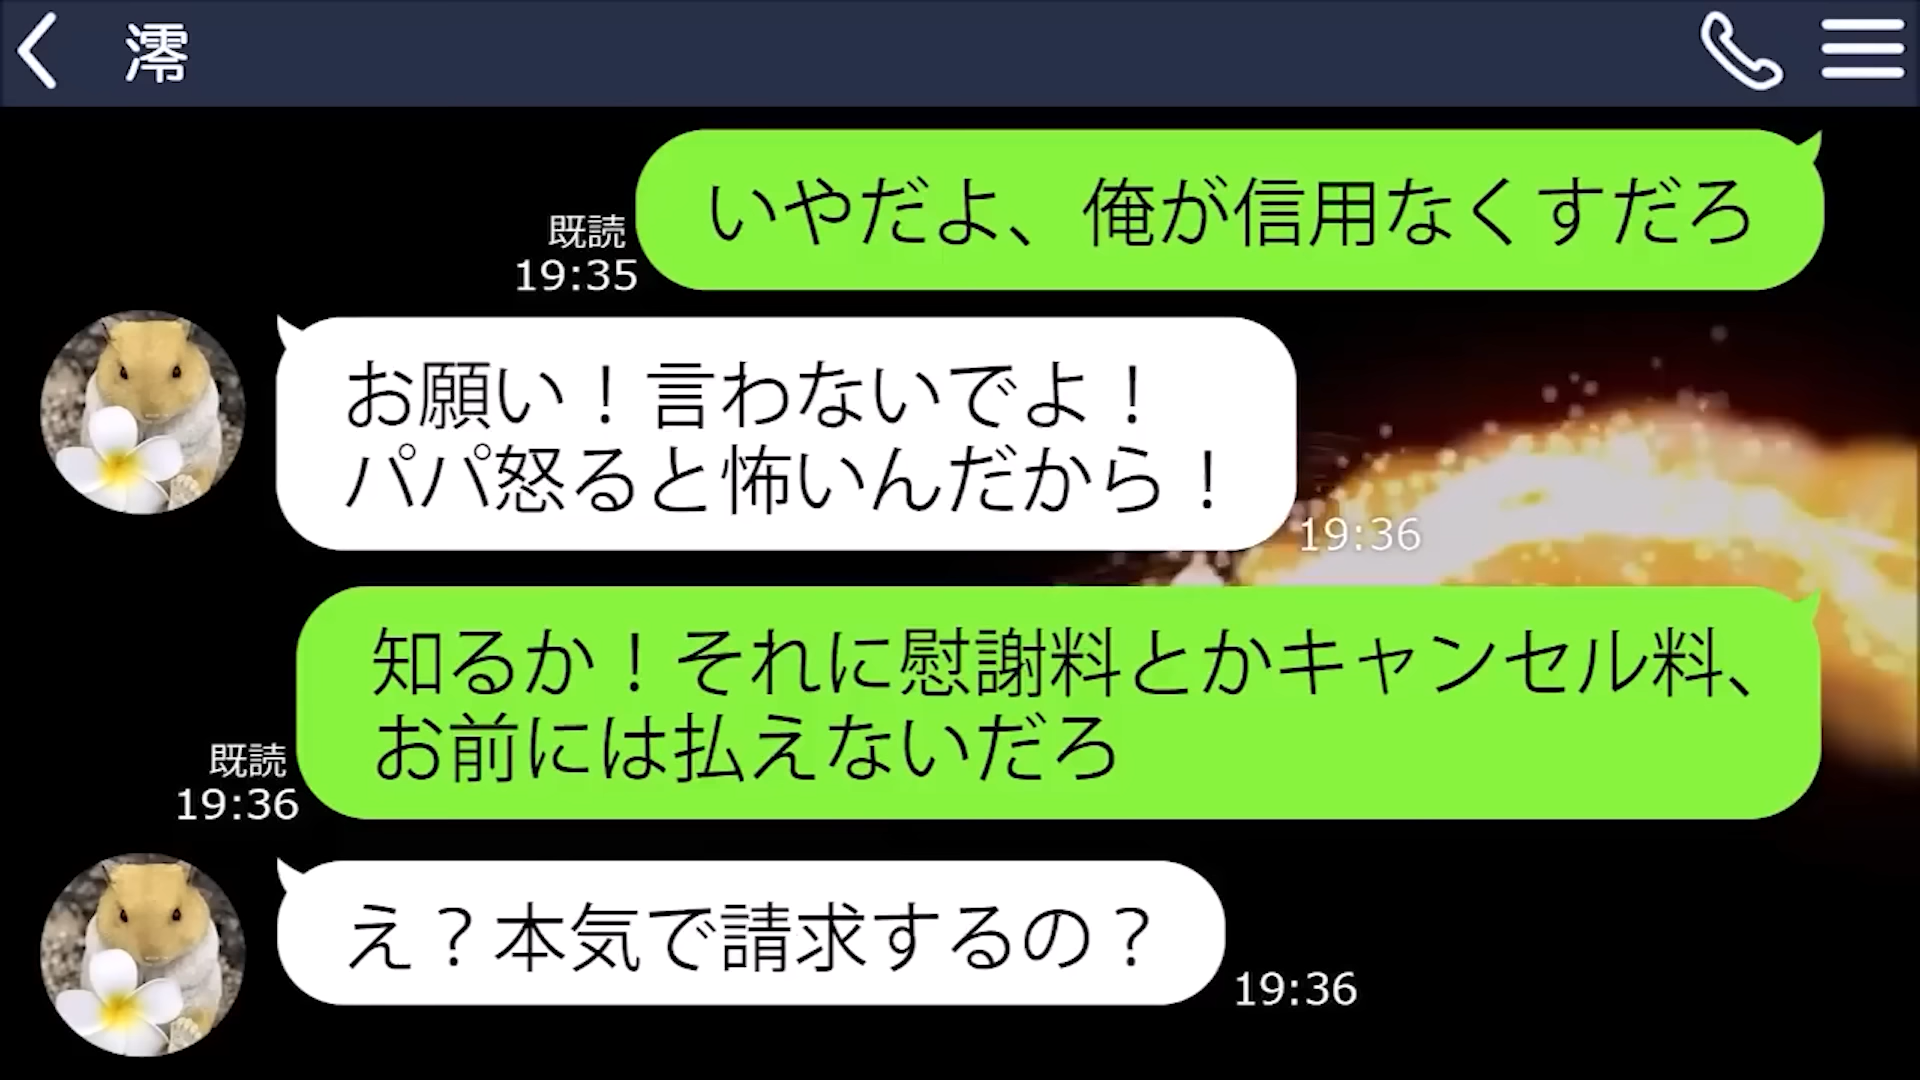 澪
いやだよ、俺が信用なくすだろ
既読
19:35
お願い！言わないでよ！
パパ怒ると怖いんだから！
19:36
知るか！それに慰謝料とかキャンセル料、
お前には払えないだろ
既読
19:36
え？本気で請求するの？
19:36